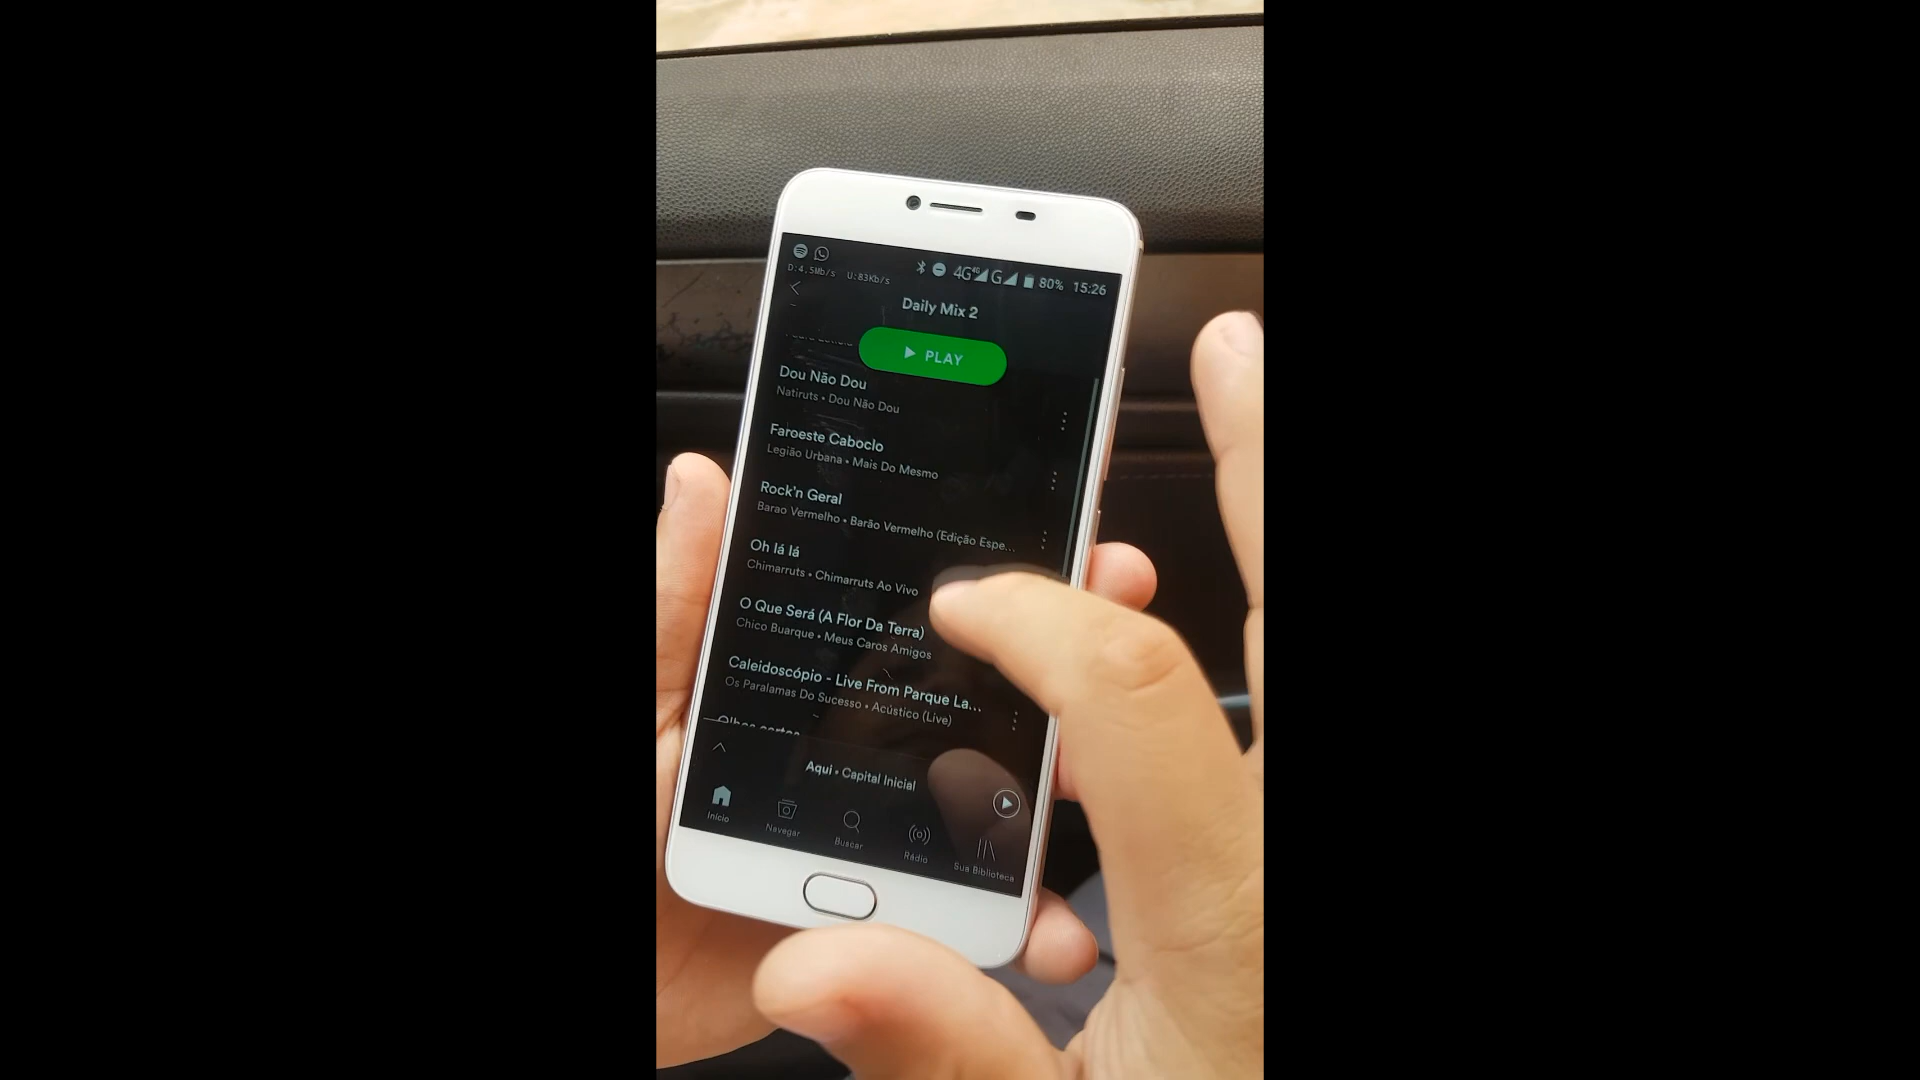 D:4,5Mb/s U:83Kb/s
4G 4G G 80% 15:26
Daily Mix 2
PLAY
Dou Não Dou
Natiruts • Dou Não Dou
Faroeste Caboclo
Legião Urbana • Mais Do Mesmo
Rock'n Geral
Barao Vermelho • Barão Vermelho (Edição Espe...
Oh lá lá
Chimarruts • Chimarruts Ao Vivo
O Que Será (A Flor Da Terra)
Chico Buarque • Meus Caros Amigos
Caleidoscópio - Live From Parque La...
Os Paralamas Do Sucesso • Acústico (Live)
Aqui • Capital Inicial
Início
Navegar
Buscar
Rádio
Sua Biblioteca